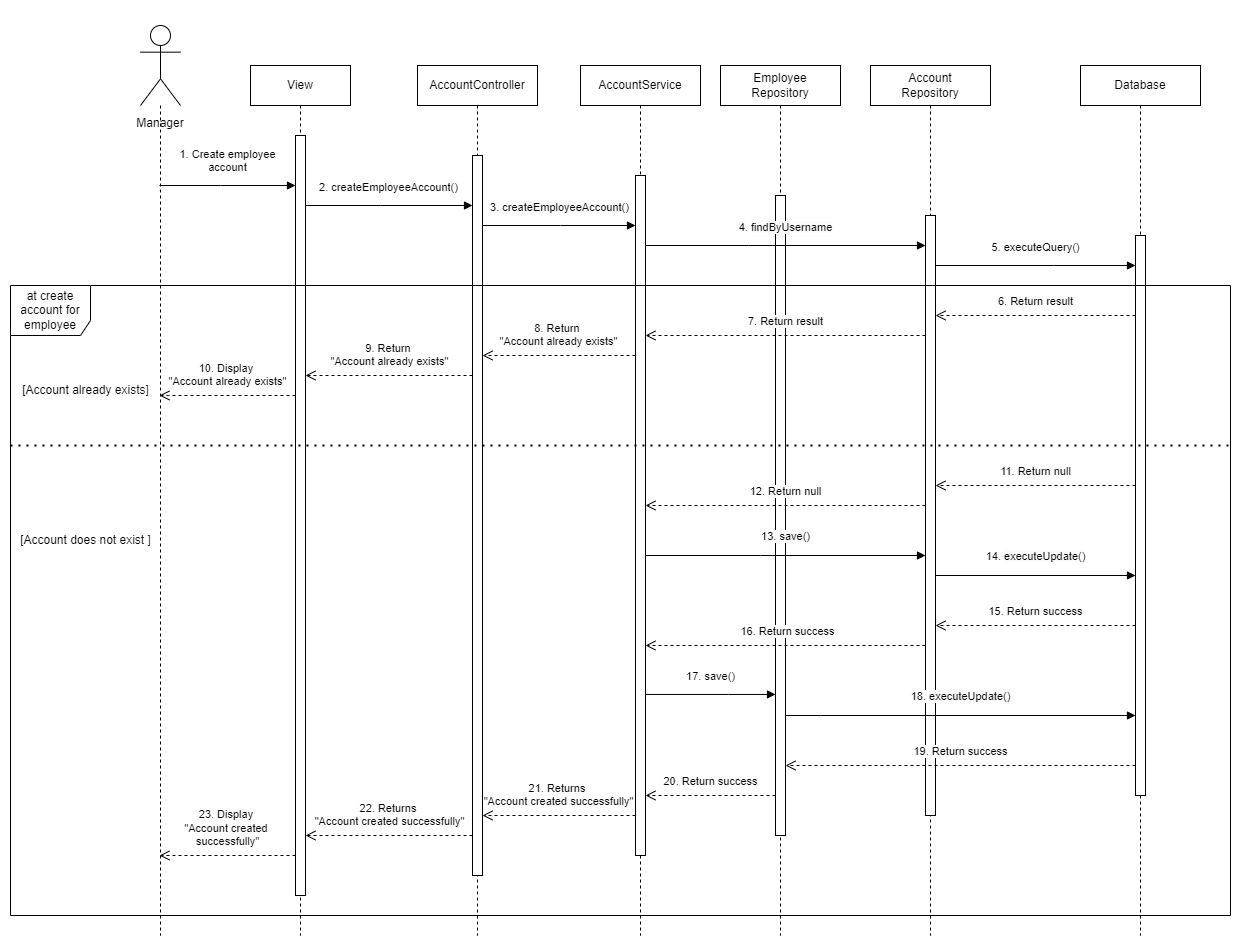 Manager
View
AccountController
AccountService
Employee
Repository
Account
Repository
Database
1. Create employee
account
2. createEmployeeAccount()
3. createEmployeeAccount()
4. findByUsername
5. executeQuery()
at create
account for
employee
6. Return result
7. Return result
8. Return
"Account already exists"
9. Return
"Account already exists"
10. Display
"Account already exists"
[Account already exists]
11. Return null
12. Return null
[Account does not exist ]
13. save()
14. executeUpdate()
15. Return success
16. Return success
17. save()
18. executeUpdate()
19. Return success
20. Return success
21. Returns
"Account created successfully"
22. Returns
"Account created successfully"
23. Display
"Account created
successfully"